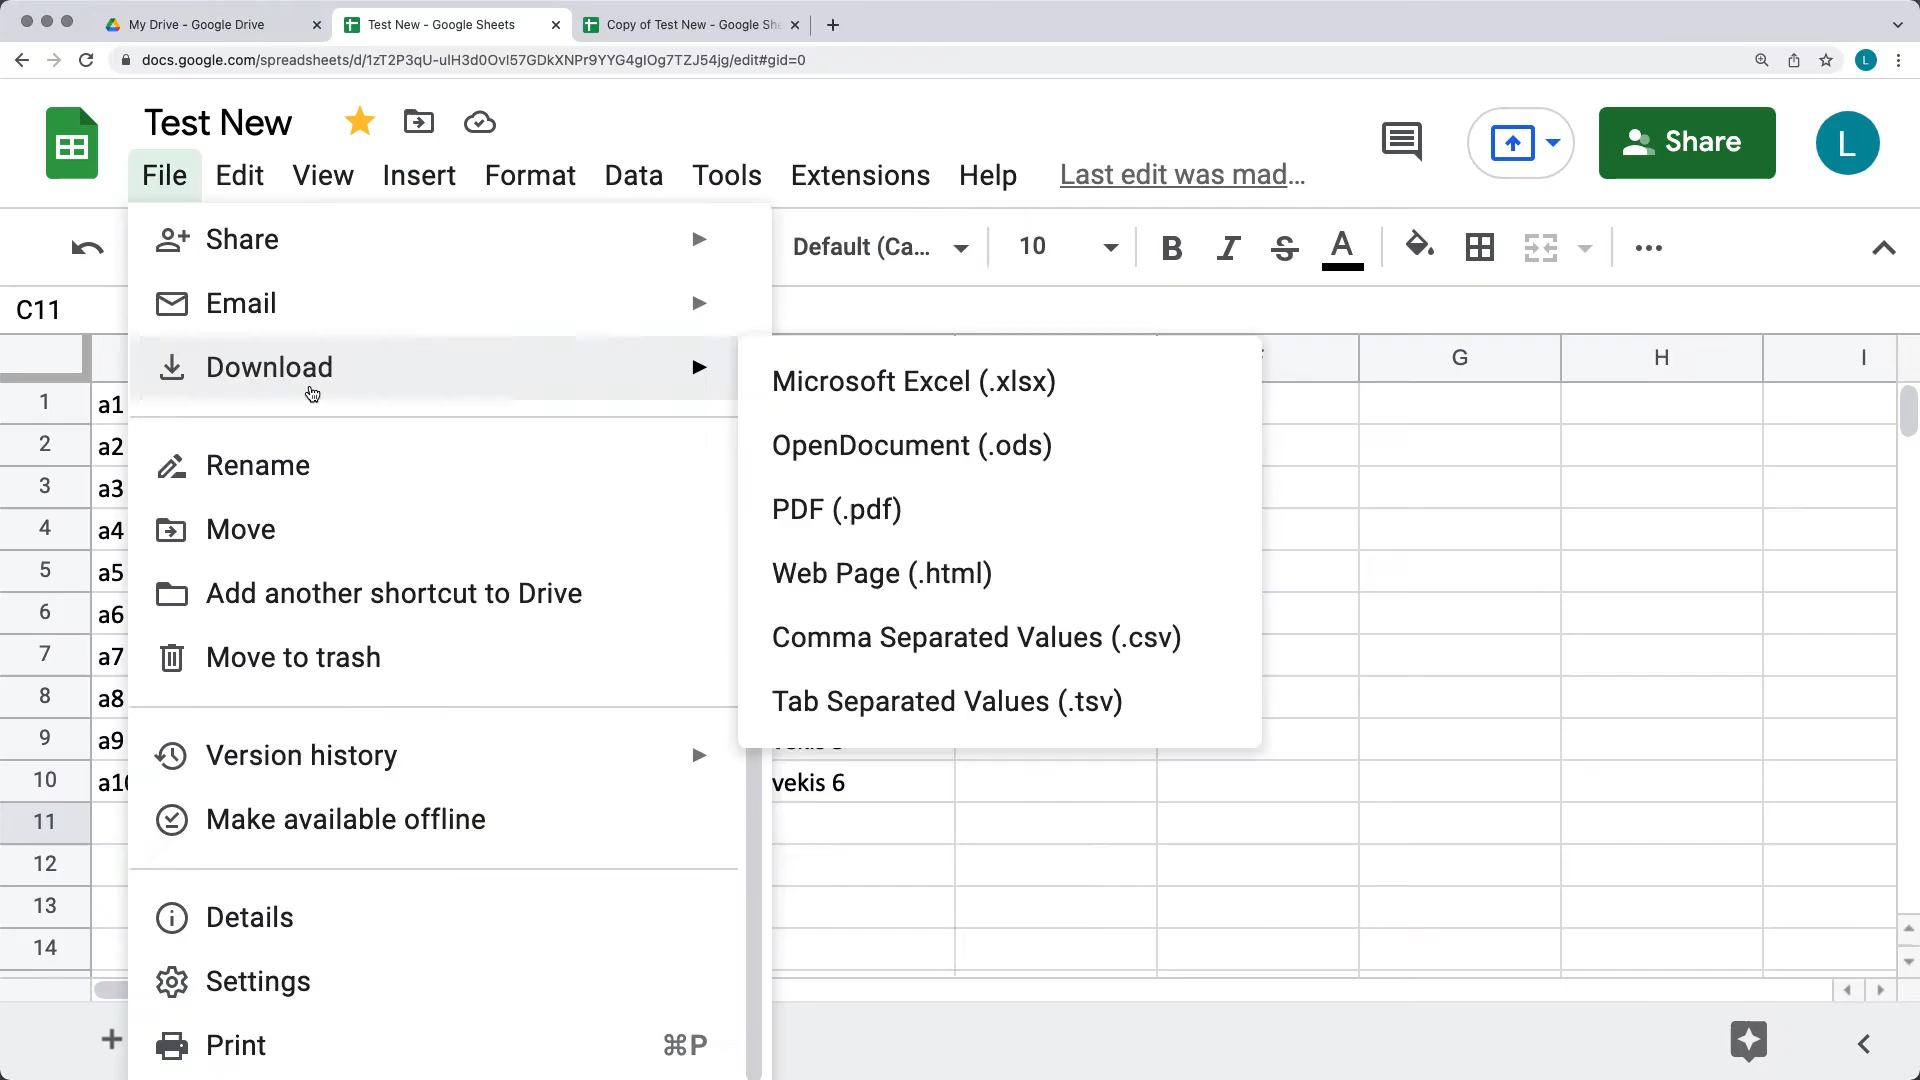 My Drive - Google Drive
Test New - Google Sheets
Copy of Test New - Google She
docs.google.com/spreadsheets/d/1zT2P3qU-uIH3d0OvI57GDkXNPr9YYG4gIOg7TZJ54jg/edit#gid=0
L
Test New
Share
L
File Edit View Insert Format Data Tools Extensions Help Last edit was mad...
Share
Default (Ca... 10 B I S A
Email
C11
Download
Microsoft Excel (.xlsx)
OpenDocument (.ods)
PDF (.pdf)
Web Page (.html)
Comma Separated Values (.csv)
Tab Separated Values (.tsv)
G H I
1 a1
2 a2
3 a3
4 a4
5 a5
6 a6
7 a7
8 a8
9 a9
10 a10 vekis 6
11
12
13
14
Rename
Move
Add another shortcut to Drive
Move to trash
Version history
Make available offline
Details
Settings
Print ⌘P